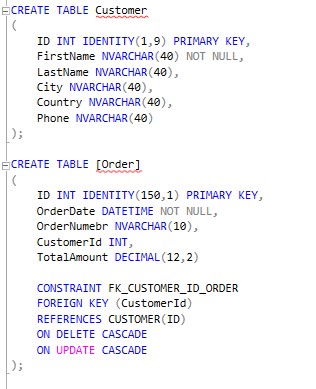 CREATE TABLE Customer
(
ID INT IDENTITY(1,9) PRIMARY KEY,
FirstName NVARCHAR(40) NOT NULL,
LastName NVARCHAR(40),
City NVARCHAR(40),
Country NVARCHAR(40),
Phone NVARCHAR(40)
);
CREATE TABLE [Order]
(
ID INT IDENTITY(150,1) PRIMARY KEY,
OrderDate DATETIME NOT NULL,
OrderNumebr NVARCHAR(10),
CustomerId INT,
TotalAmount DECIMAL(12,2)
CONSTRAINT FK_CUSTOMER_ID_ORDER
FOREIGN KEY (CustomerId)
REFERENCES CUSTOMER(ID)
ON DELETE CASCADE
ON UPDATE CASCADE
);